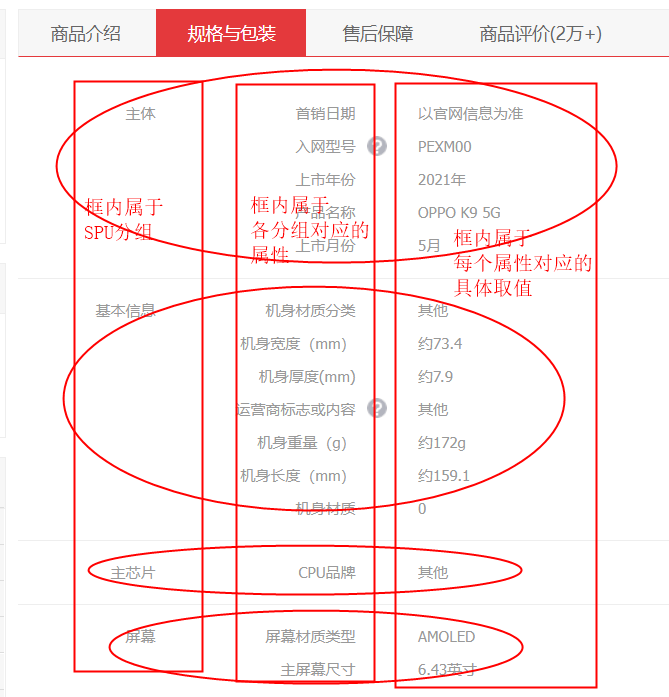 商品介绍 规格与包装 售后保障 商品评价(2万+)
主体 首销日期 以官网信息为准
入网型号 ? PEXM00
上市年份 2021年
产品名称 OPPO K9 5G
上市月份 5月
框内属于
SPU分组
框内属于
各分组对应的
属性
框内属于
每个属性对应的
具体取值
基本信息 机身材质分类 其他
机身宽度（mm） 约73.4
机身厚度(mm) 约7.9
运营商标志或内容 ? 其他
机身重量（g） 约172g
机身长度（mm） 约159.1
机身材质 0
主芯片 CPU品牌 其他
屏幕 屏幕材质类型 AMOLED
主屏幕尺寸 6.43英寸